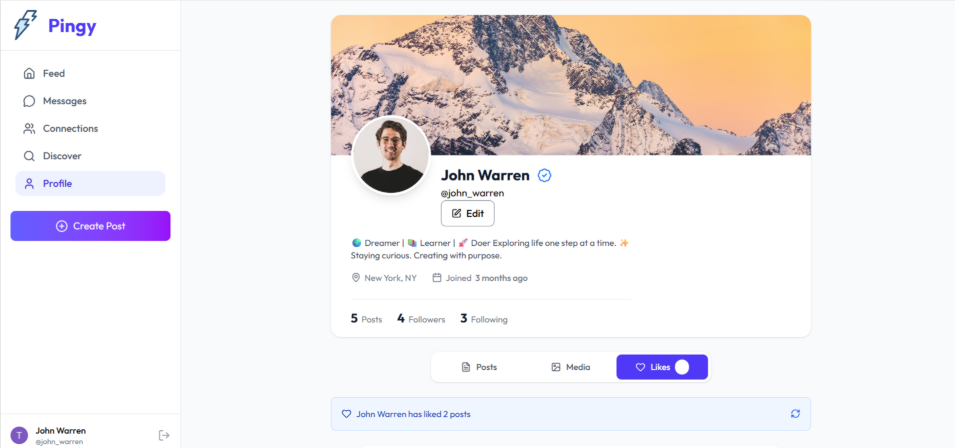 Pingy
Feed
Messages
Connections
Discover
Profile
Create Post
T
John Warren
@john_warren
John Warren
@john_warren
Edit
🌍 Dreamer | 📚 Learner | 🚀 Doer Exploring life one step at a time. ✨
Staying curious. Creating with purpose.
New York, NY Joined 3 months ago
5 Posts 4 Followers 3 Following
Posts Media Likes
John Warren has liked 2 posts